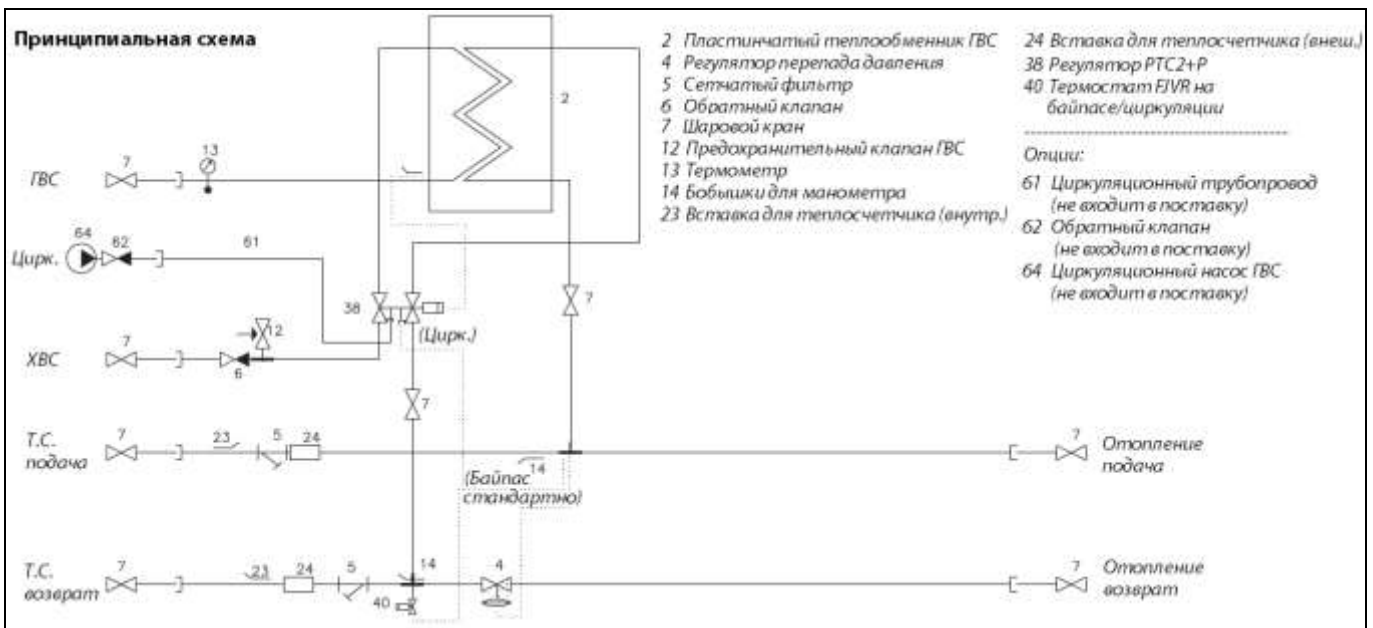 Принципиальная схема
2 Пластинчатый теплообменник ГВС
4 Регулятор перепада давления
5 Сетчатый фильтр
6 Обратный клапан
7 Шаровой кран
12 Предохранительный клапан ГВС
13 Термометр
14 Бобышки для манометра
23 Вставка для теплосчетчика (внутр.)
24 Вставка для теплосчетчика (внеш.)
38 Регулятор РТС2+Р
40 Термостат FJVR на
байпасе/циркуляции
Опции:
61 Циркуляционный трубопровод
(не входит в поставку)
62 Обратный клапан
(не входит в поставку)
64 Циркуляционный насос ГВС
(не входит в поставку)
2
13
7
ГВС
64
62
61
Цирк.
7
38
12
(Цирк.)
7
ХВС
6
7
Т.С.
подача
7
23
5
24
14
(Байпас
стандартно)
7
Отопление
подача
Т.С.
возврат
7
23
24
5
14
4
40
7
Отопление
возврат